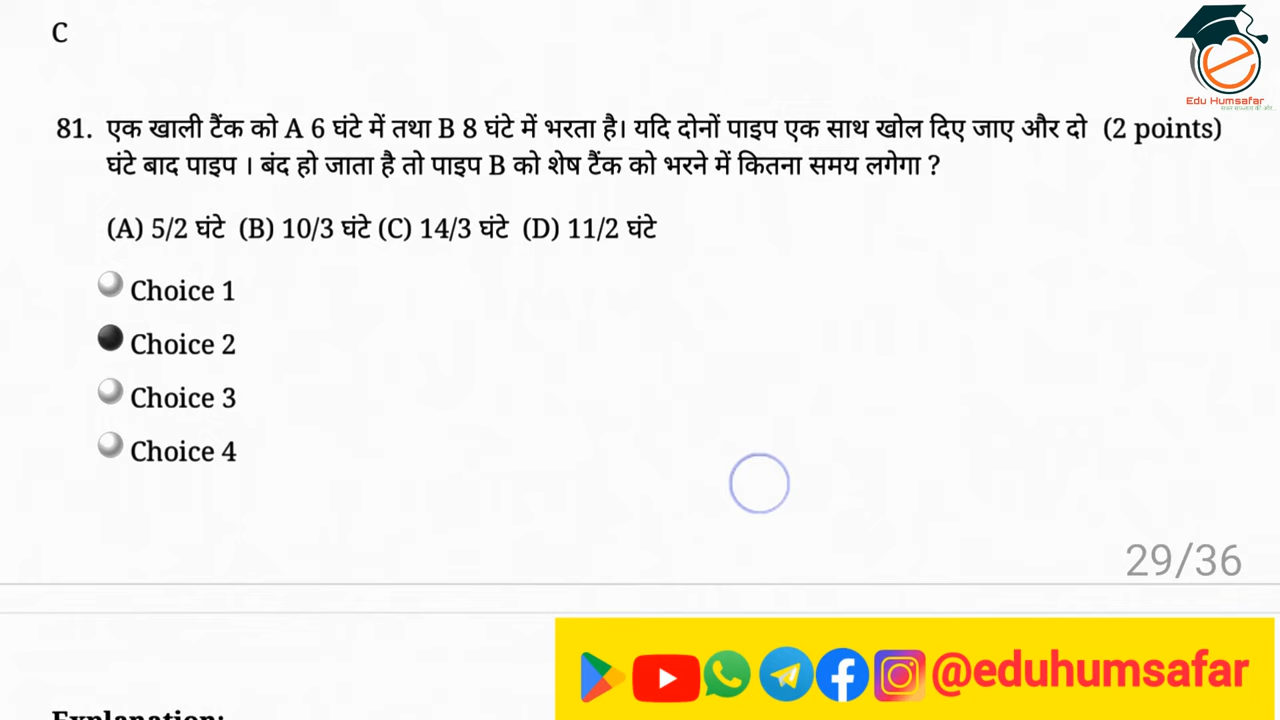 C
Edu Humsafar
81. एक खाली टैंक को A 6 घंटे में तथा B 8 घंटे में भरता है। यदि दोनों पाइप एक साथ खोल दिए जाए और दो (2 points)
घंटे बाद पाइप । बंद हो जाता है तो पाइप B को शेष टैंक को भरने में कितना समय लगेगा ?
(A) 5/2 घंटे (B) 10/3 घंटे (C) 14/3 घंटे (D) 11/2 घंटे
Choice 1
Choice 2
Choice 3
Choice 4
29/36
@eduhumsafar
Explanation: